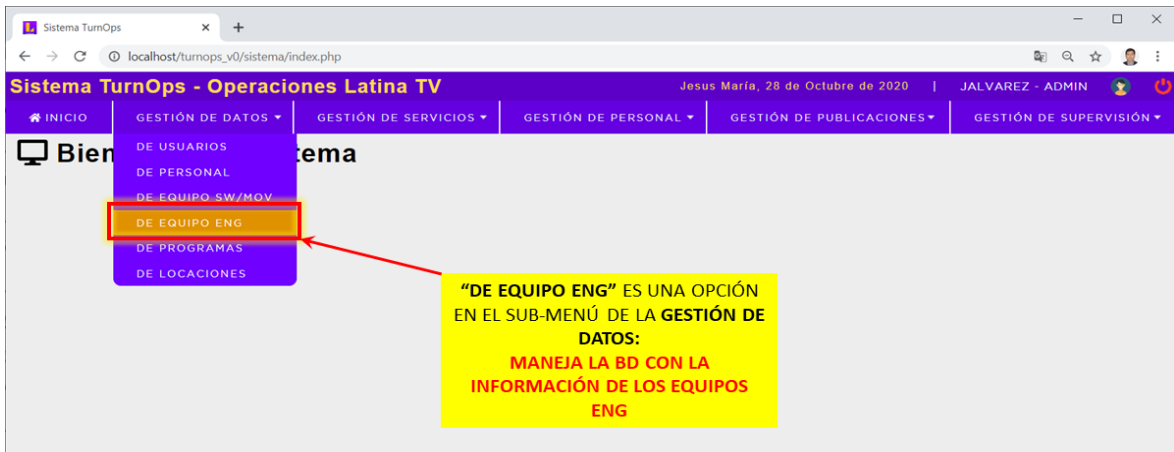 Sistema TurnOps
localhost/turnops_v0/sistema/index.php
Sistema TurnOps - Operaciones Latina TV
Jesus María, 28 de Octubre de 2020 | JALVAREZ - ADMIN
INICIO
GESTIÓN DE DATOS
GESTIÓN DE SERVICIOS
GESTIÓN DE PERSONAL
GESTIÓN DE PUBLICACIONES
GESTIÓN DE SUPERVISIÓN
DE USUARIOS
DE PERSONAL
DE EQUIPO SW/MOV
DE EQUIPO ENG
DE PROGRAMAS
DE LOCACIONES
“DE EQUIPO ENG” ES UNA OPCIÓN
EN EL SUB-MENÚ DE LA GESTIÓN DE
DATOS:
MANEJA LA BD CON LA
INFORMACIÓN DE LOS EQUIPOS
ENG